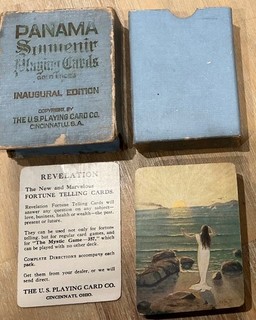 PANAMA
Souvenir
Playing Cards
GOLD EDGES
INAUGURAL EDITION
COPYRIGHT BY
THE U.S. PLAYING CARD CO.
CINCINNATI, U.S.A.
REVELATION
The New and Marvelous
FORTUNE TELLING CARDS.
Revelation Fortune Telling Cards will
answer any question on any subject—
love, business, health or wealth—the past,
present or future.
They can be used not only for fortune
telling, but for regular card games, and
for "The Mystic Game—357," which can
be played with no other deck.
COMPLETE DIRECTIONS accompany each
pack.
Get them from your dealer, or we will
send direct.
THE U. S. PLAYING CARD CO.
CINCINNATI, OHIO.